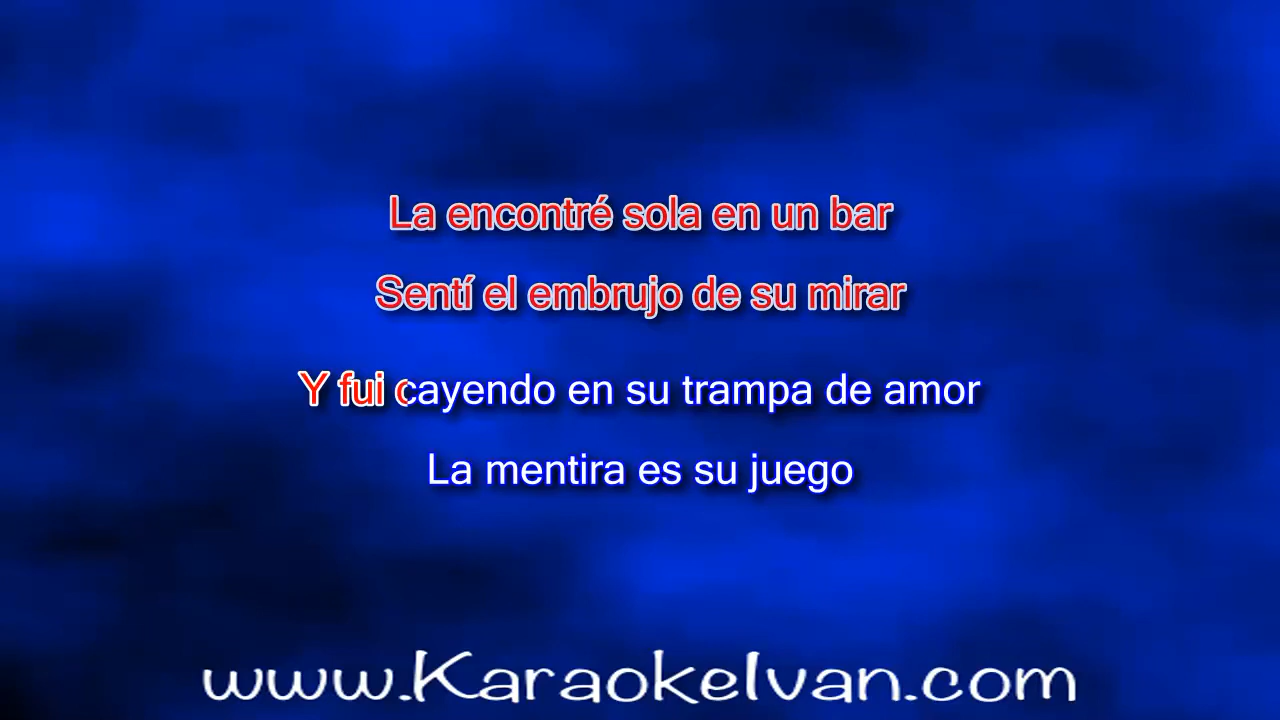 La encontré sola en un bar
Sentí el embrujo de su mirar
Y fui cayendo en su trampa de amor
La mentira es su juego
www.KaraokeIvan.com